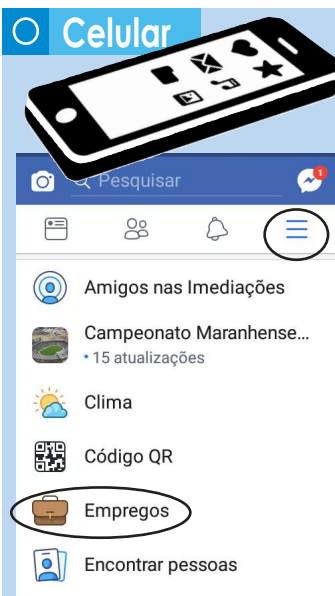 Celular
Pesquisar
1
Amigos nas Imediações
Campeonato Maranhense...
• 15 atualizações
Clima
Código QR
Empregos
Encontrar pessoas